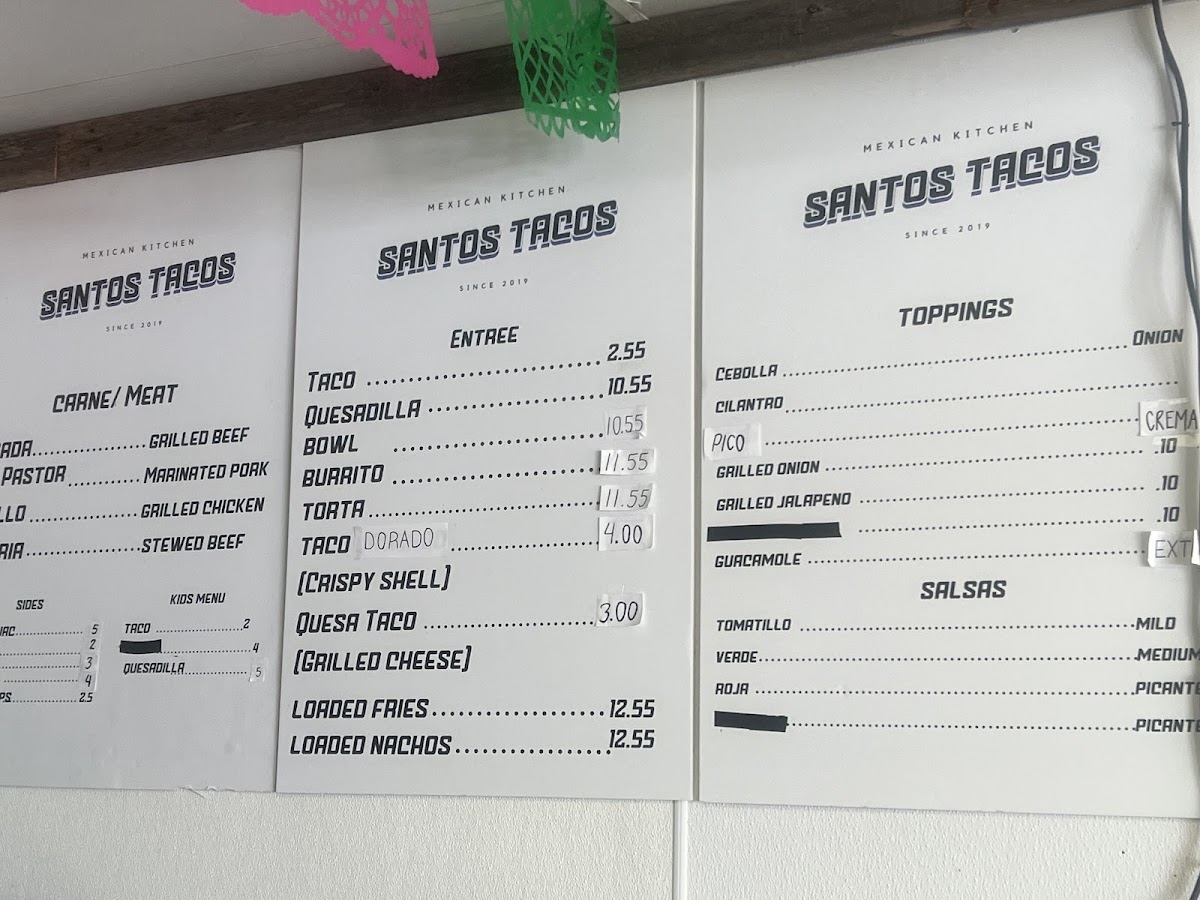 MEXICAN KITCHEN
SANTOS TACOS
SINCE 2019
CARNE/ MEAT
ADA.....................GRILLED BEEF
PASTOR............MARINATED PORK
LLO..................GRILLED CHICKEN
RIA...................STEWED BEEF
SIDES
5
2
3
4
PS..................2.5
KIDS MENU
TACO ..................2
.........................4
QUESADILLA.................5
MEXICAN KITCHEN
SANTOS TACOS
SINCE 2019
ENTREE
TACO .............................. 2.55
QUESADILLA ...................... 10.55
BOWL .............................. 10.55
BURRITO .......................... 11.55
TORTA.............................. 11.55
TACO DORADO ................... 4.00
(CRISPY SHELL)
QUESA TACO ...................... 3.00
(GRILLED CHEESE)
LOADED FRIES...................... 12.55
LOADED NACHOS................... 12.55
MEXICAN KITCHEN
SANTOS TACOS
SINCE 2019
TOPPINGS
CEBOLLA .............................. ONION
CILANTRO..............................
PICO .............................. CREMA
GRILLED ONION ...................... .10
GRILLED JALAPENO ................... .10
.............................. .10
GUACAMOLE .......................... EXT
SALSAS
TOMATILLO ..........................MILD
VERDE..............................MEDIUM
ROJA ..............................PICANTE
..............................PICANTE